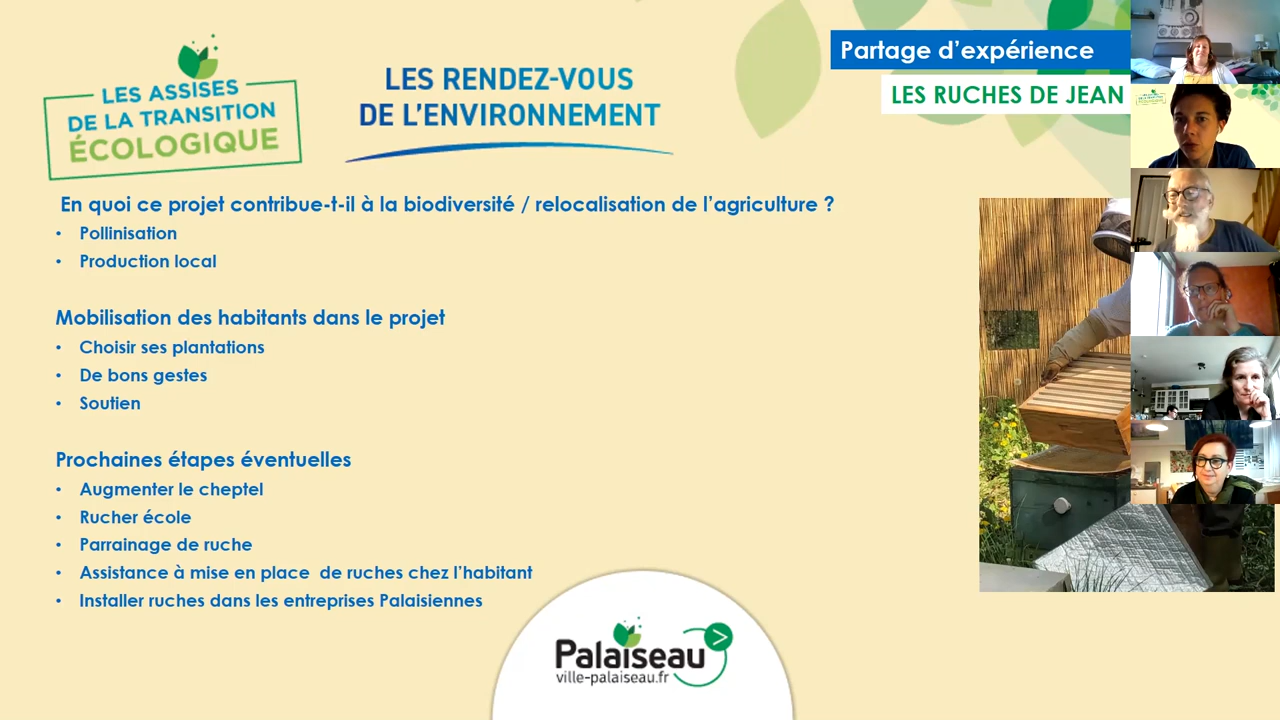 LES ASSISES
DE LA TRANSITION
ÉCOLOGIQUE
LES RENDEZ-VOUS
DE L'ENVIRONNEMENT
Partage d'expérience
LES RUCHES DE JEAN
En quoi ce projet contribue-t-il à la biodiversité / relocalisation de l'agriculture ?
• Pollinisation
• Production local
Mobilisation des habitants dans le projet
• Choisir ses plantations
• De bons gestes
• Soutien
Prochaines étapes éventuelles
• Augmenter le cheptel
• Rucher école
• Parrainage de ruche
• Assistance à mise en place de ruches chez l'habitant
• Installer ruches dans les entreprises Palaisiennes
Palaiseau
ville-palaiseau.fr